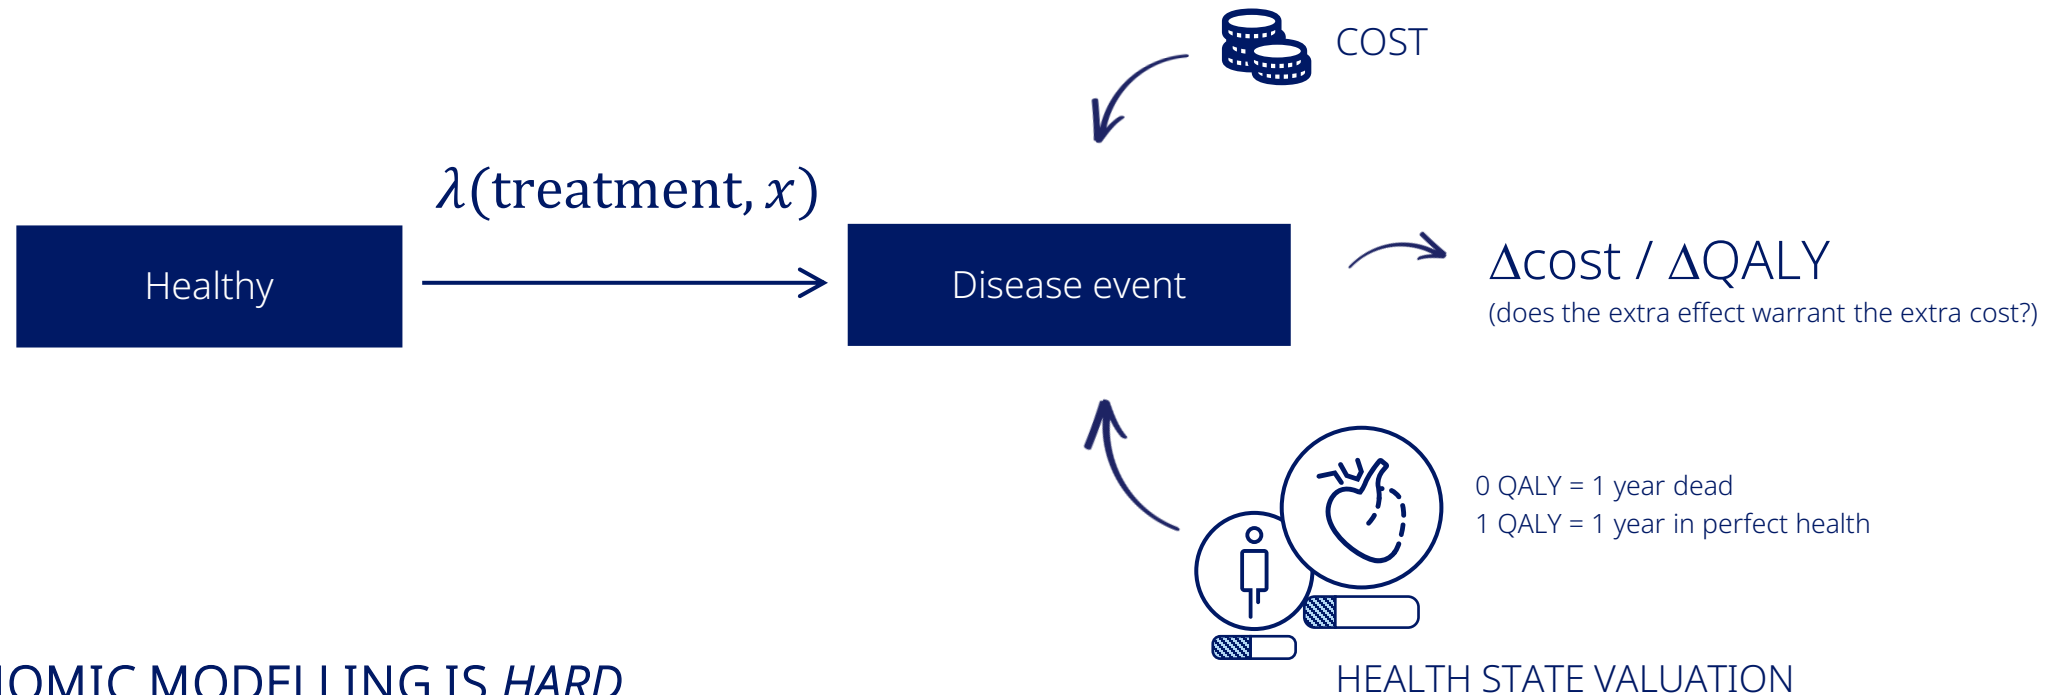 COST
λ(treatment, x)
Healthy
Disease event
Δcost / ΔQALY
(does the extra effect warrant the extra cost?)
0 QALY = 1 year dead
1 QALY = 1 year in perfect health
NOMIC MODELLING IS HARD
HEALTH STATE VALUATION